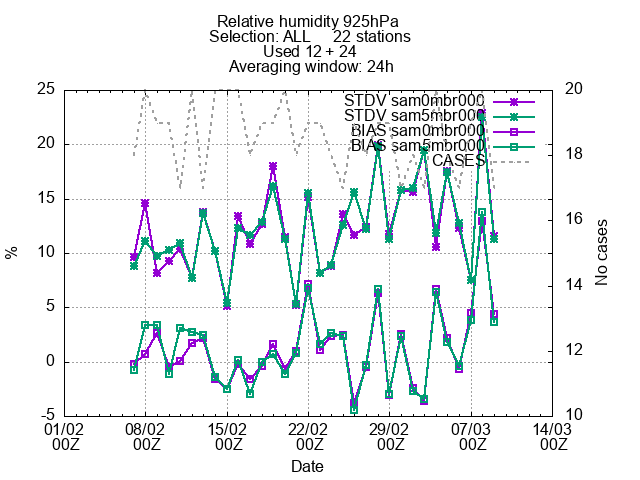 Relative humidity 925hPa
Selection: ALL 22 stations
Used 12 + 24
Averaging window: 24h
STDV sam0mbr000
STDV sam5mbr000
BIAS sam0mbr000
BIAS sam5mbr000
CASES
25
20
15
10
5
0
-5
%
20
18
16
14
12
10
No cases
01/02 08/02 15/02 22/02 29/02 07/03 14/03
00Z 00Z 00Z 00Z 00Z 00Z 00Z
Date